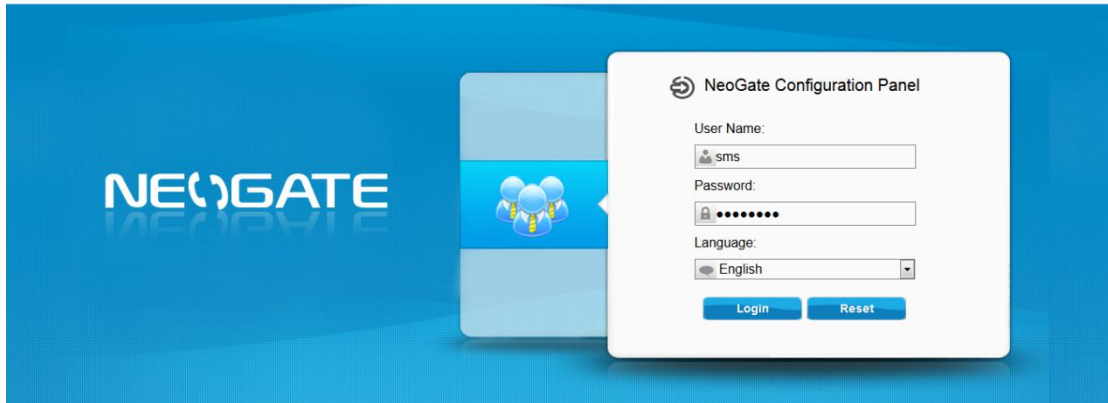 NEOGATE
NeoGate Configuration Panel
User Name:
sms
Password:
••••••••
Language:
English
Login
Reset